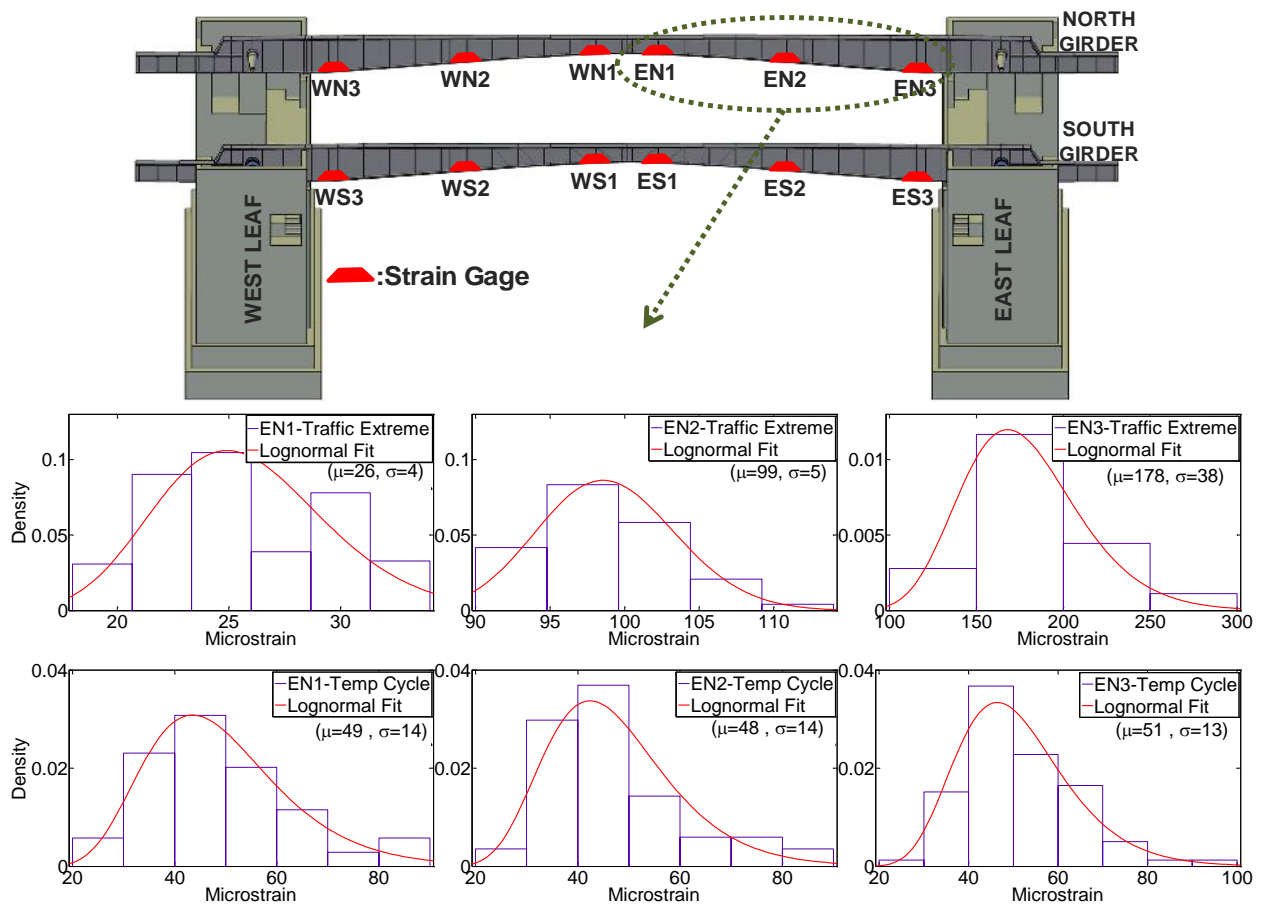 NORTH
GIRDER
WN3
WN2
WN1
EN1
EN2
EN3
SOUTH
GIRDER
WS3
WS2
WS1
ES1
ES2
ES3
WEST LEAF
EAST LEAF
:Strain Gage
EN1-Traffic Extreme
Lognormal Fit
(μ=26, σ=4)
0.1
0.05
0
Density
20
25
30
Microstrain
EN2-Traffic Extreme
Lognormal Fit
(μ=99, σ=5)
0.1
0.05
0
90
95
100
105
110
Microstrain
EN3-Traffic Extreme
Lognormal Fit
(μ=178, σ=38)
0.01
0.005
0
100
150
200
250
300
Microstrain
EN1-Temp Cycle
Lognormal Fit
(μ=49 , σ=14)
0.04
0.02
0
Density
20
40
60
80
Microstrain
EN2-Temp Cycle
Lognormal Fit
(μ=48 , σ=14)
0.04
0.02
0
20
40
60
80
Microstrain
EN3-Temp Cycle
Lognormal Fit
(μ=51 , σ=13)
0.04
0.02
0
20
40
60
80
100
Microstrain